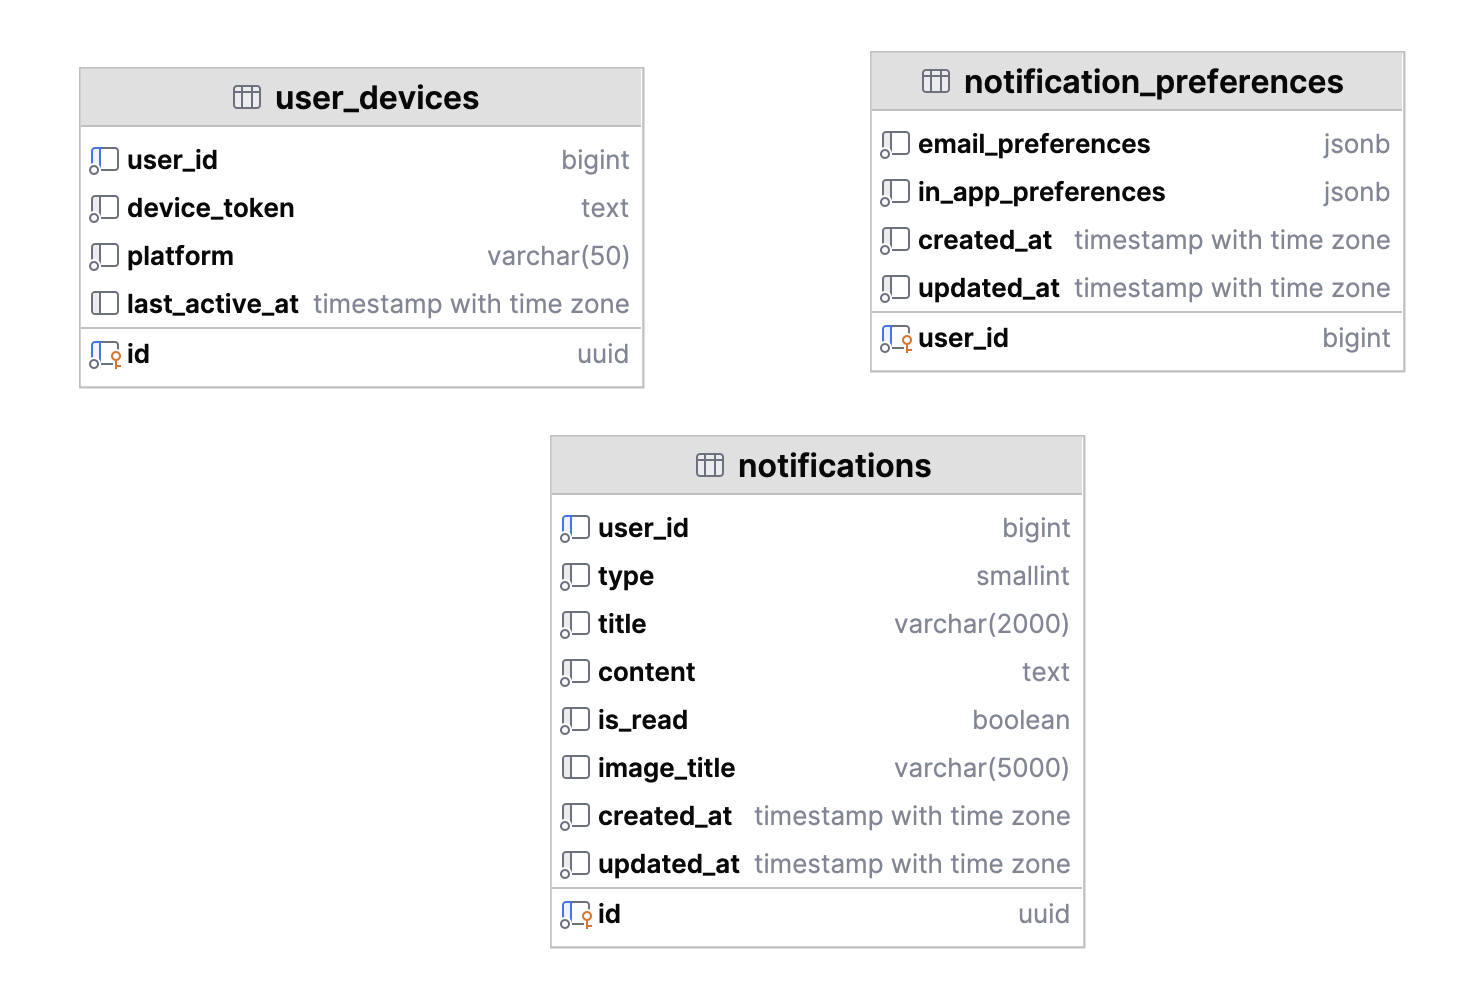 user_devices
user_id bigint
device_token text
platform varchar(50)
last_active_at timestamp with time zone
id uuid
notification_preferences
email_preferences jsonb
in_app_preferences jsonb
created_at timestamp with time zone
updated_at timestamp with time zone
user_id bigint
notifications
user_id bigint
type smallint
title varchar(2000)
content text
is_read boolean
image_title varchar(5000)
created_at timestamp with time zone
updated_at timestamp with time zone
id uuid